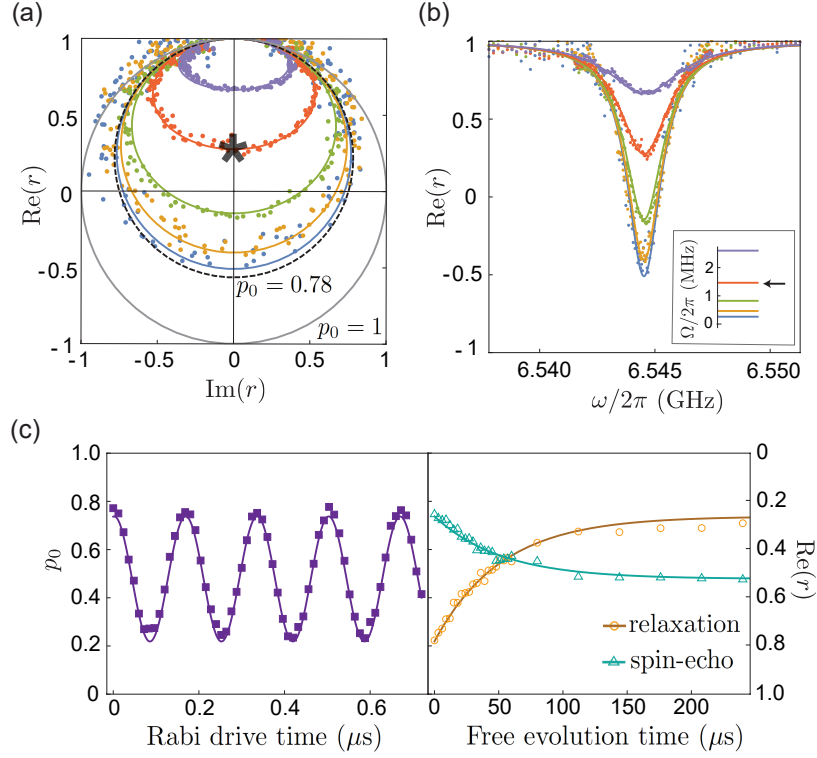 (a)
1
0.5
0
-0.5
-1
Re(r)
-1 -0.5 0 0.5 1
Im(r)
p₀ = 0.78
p₀ = 1
(b)
1
0.5
0
-0.5
-1
Re(r)
6.540 6.545 6.550
ω/2π (GHz)
Ω/2π (MHz)
2
1
0
(c)
1.0
0.8
0.6
0.4
0.2
0
p₀
0 0.2 0.4 0.6
Rabi drive time (μs)
0
0.2
0.4
0.6
0.8
1.0
Re(r)
relaxation
spin-echo
0 50 100 150 200
Free evolution time (μs)